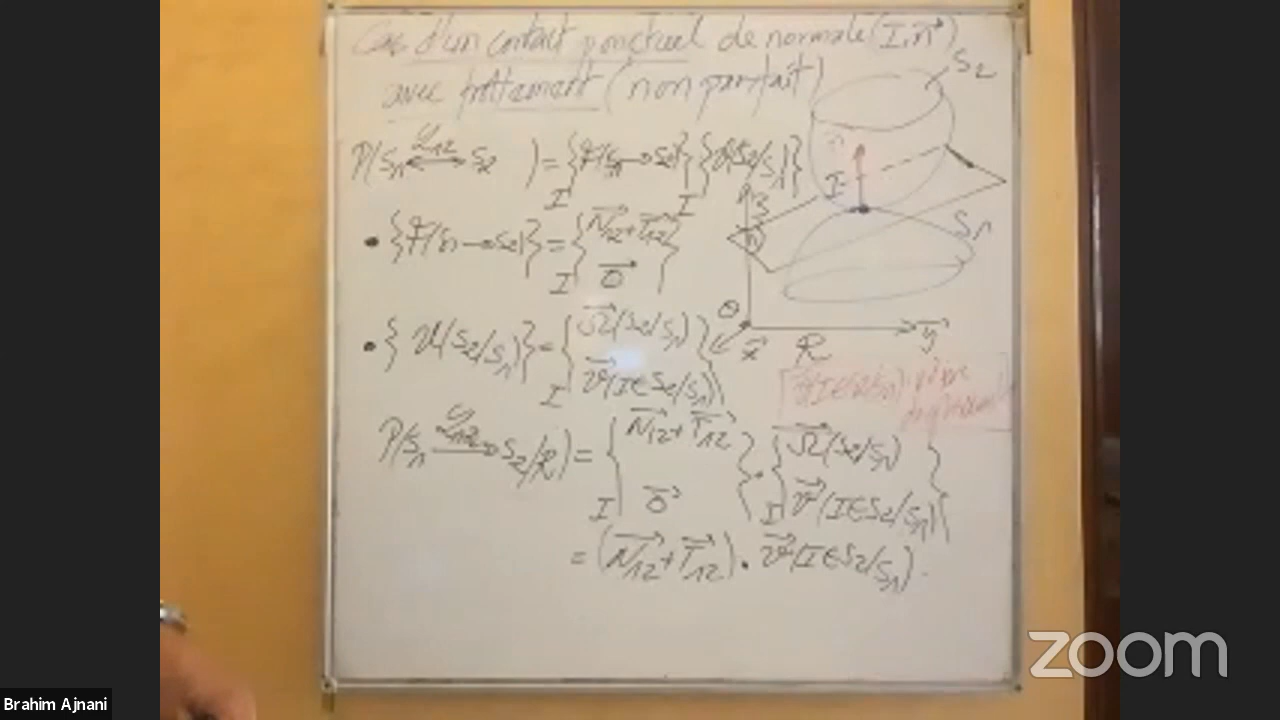 Cas d'un contact ponctuel de normale (I, n⃗)
avec frottement (non parfait)
S2
P(S1 ⟷ S2) = {F(S1→S2)} {V(S2/S1)}
L12
I I
n⃗
I
z⃗
S1
• {F(S1→S2)} = {N⃗12+T⃗12
I 0⃗}
O
x⃗ R y⃗
• {V(S2/S1)} = {Ω⃗(S2/S1)
I V⃗(I∈S2/S1)}
P(S1 → S2/R) = {N⃗12+T⃗12
I 0⃗} • {Ω⃗(S2/S1)
I V⃗(I∈S2/S1)}
= (N⃗12+T⃗12) • V⃗(I∈S2/S1).
zoom
Brahim Ajnani